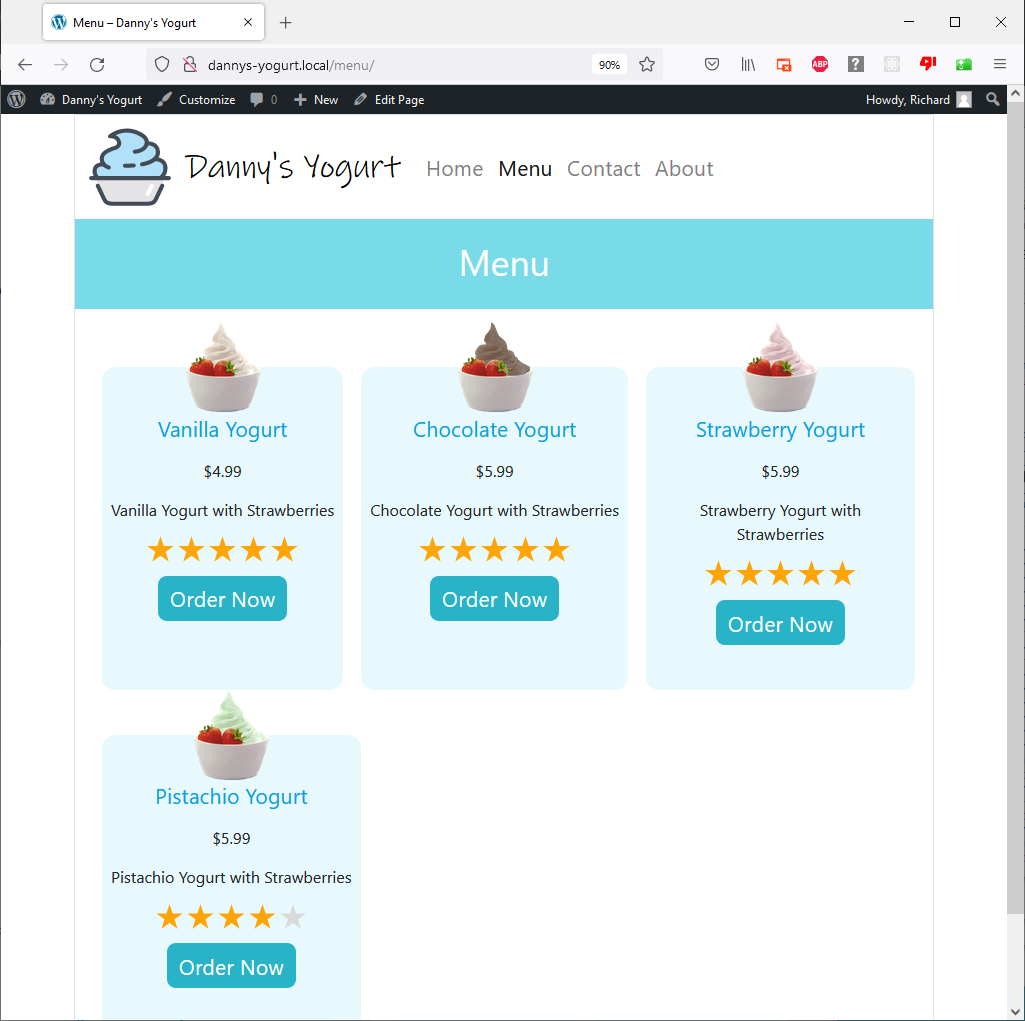 Menu – Danny's Yogurt
dannys-yogurt.local/menu/
90%
ABP
?
Danny's Yogurt Customize 0 New Edit Page Howdy, Richard
Danny's Yogurt Home Menu Contact About
Menu
Vanilla Yogurt
$4.99
Vanilla Yogurt with Strawberries
Order Now
Chocolate Yogurt
$5.99
Chocolate Yogurt with Strawberries
Order Now
Strawberry Yogurt
$5.99
Strawberry Yogurt with
Strawberries
Order Now
Pistachio Yogurt
$5.99
Pistachio Yogurt with Strawberries
Order Now